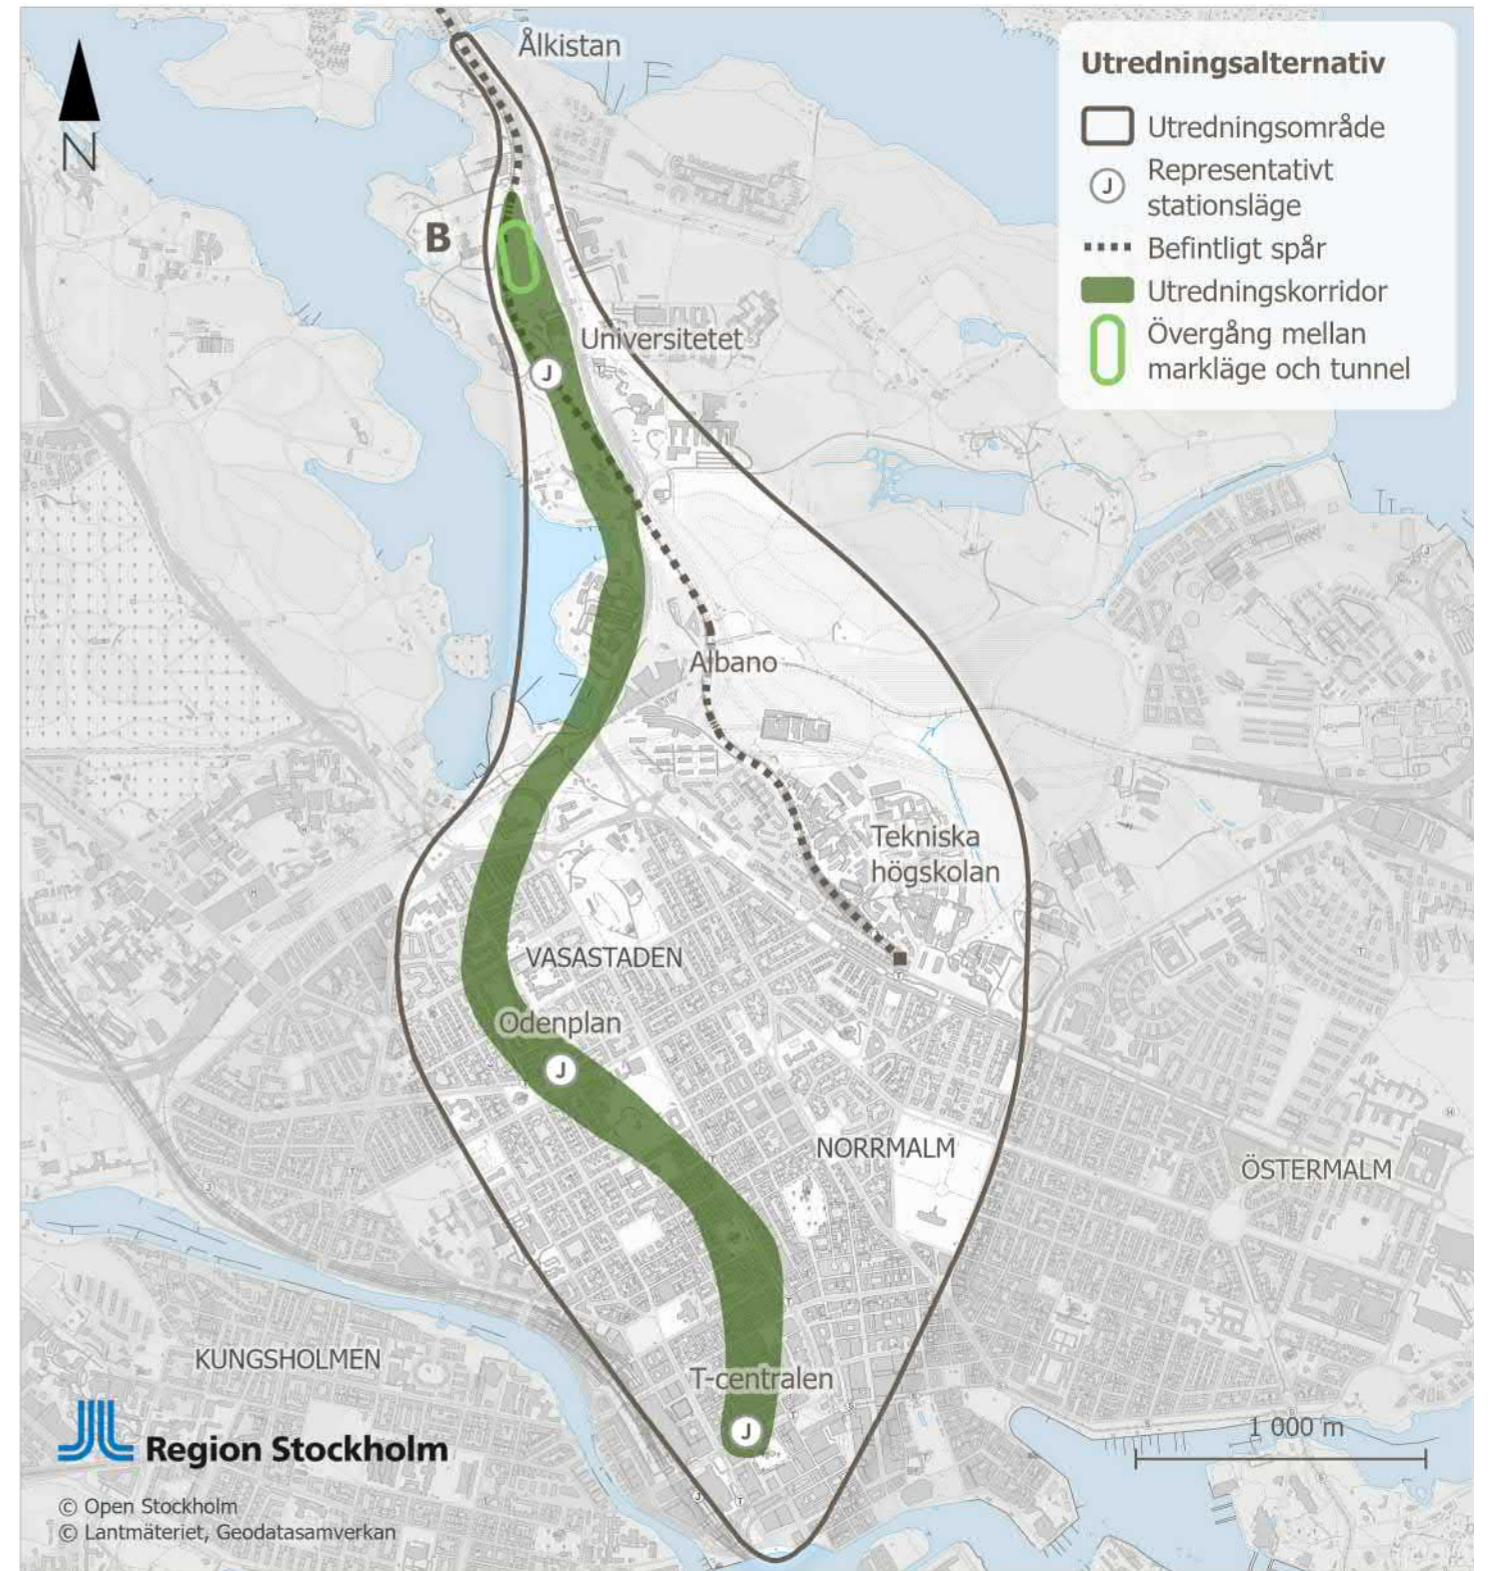 Ålkistan
Utredningsalternativ
Utredningsområde
J
Representativt
stationsläge
Befintligt spår
Utredningskorridor
Övergång mellan
markläge och tunnel
N
B
Universitetet
J
Albano
Tekniska
högskolan
VASASTADEN
Odenplan
J
NORRMALM
ÖSTERMALM
KUNGSHOLMEN
T-centralen
J
1 000 m
Region Stockholm
© Open Stockholm
© Lantmäteriet, Geodatasamverkan